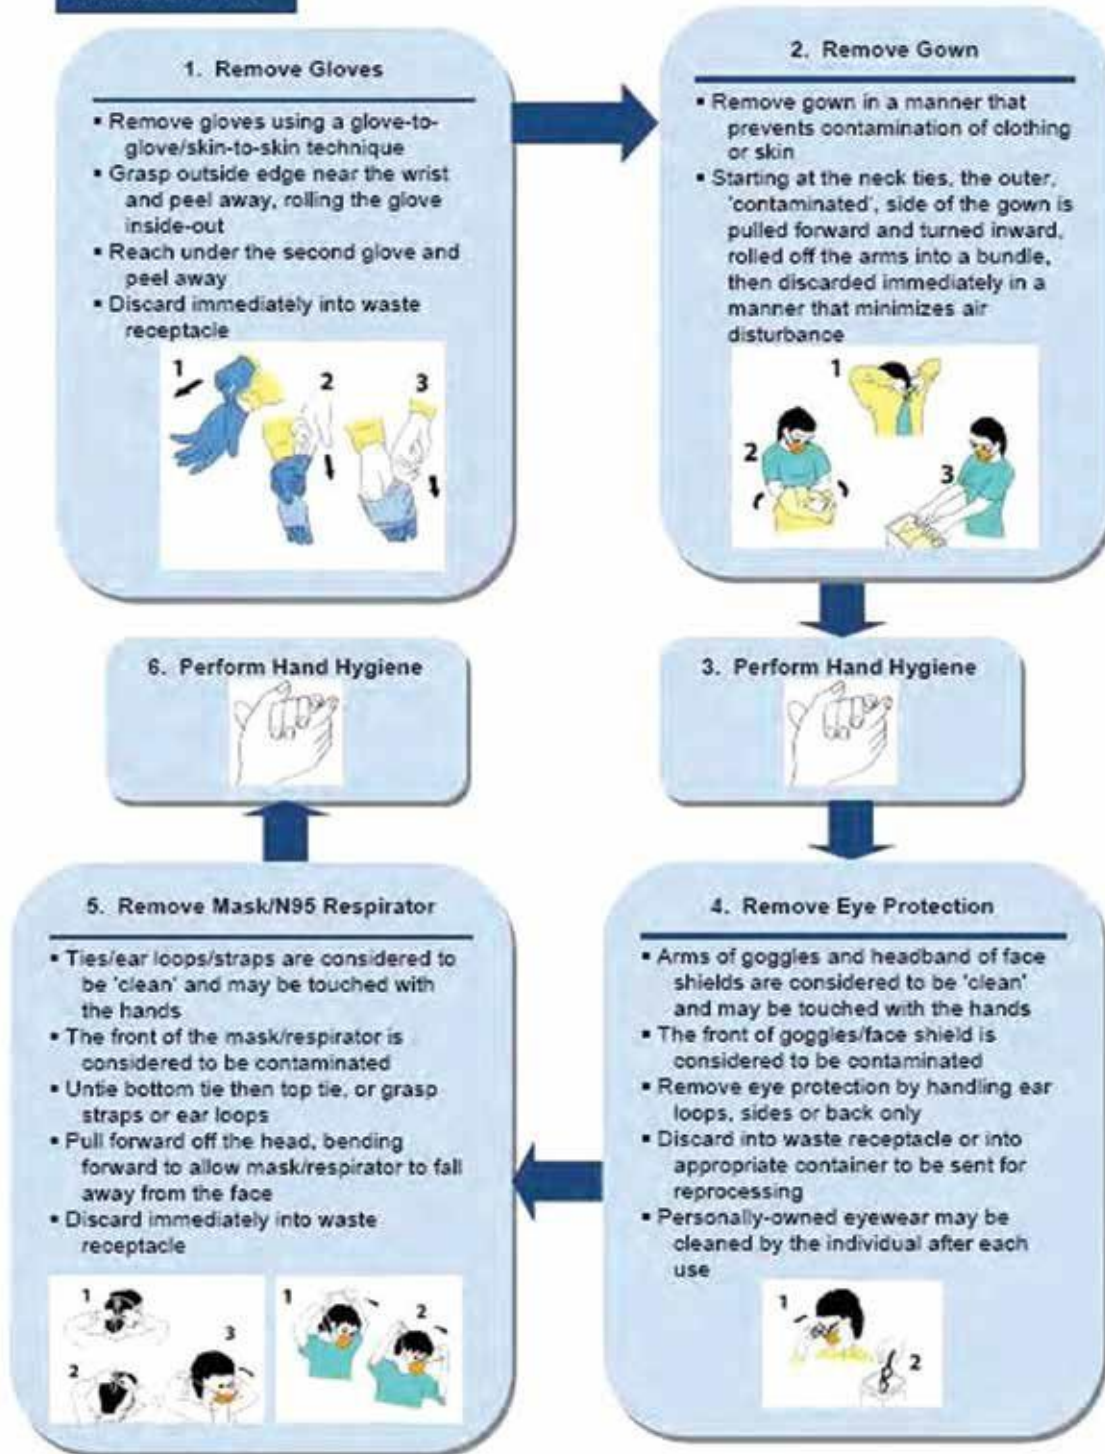 1. Remove Gloves
▪ Remove gloves using a glove-to-
glove/skin-to-skin technique
▪ Grasp outside edge near the wrist
and peel away, rolling the glove
inside-out
▪ Reach under the second glove and
peel away
▪ Discard immediately into waste
receptacle
1
2
3
2. Remove Gown
▪ Remove gown in a manner that
prevents contamination of clothing
or skin
▪ Starting at the neck ties, the outer,
'contaminated', side of the gown is
pulled forward and turned inward,
rolled off the arms into a bundle,
then discarded immediately in a
manner that minimizes air
disturbance
1
2
3
3. Perform Hand Hygiene
4. Remove Eye Protection
▪ Arms of goggles and headband of face
shields are considered to be 'clean'
and may be touched with the hands
▪ The front of goggles/face shield is
considered to be contaminated
▪ Remove eye protection by handling ear
loops, sides or back only
▪ Discard into waste receptacle or into
appropriate container to be sent for
reprocessing
▪ Personally-owned eyewear may be
cleaned by the individual after each
use
1
2
5. Remove Mask/N95 Respirator
▪ Ties/ear loops/straps are considered to
be 'clean' and may be touched with
the hands
▪ The front of the mask/respirator is
considered to be contaminated
▪ Untie bottom tie then top tie, or grasp
straps or ear loops
▪ Pull forward off the head, bending
forward to allow mask/respirator to fall
away from the face
▪ Discard immediately into waste
receptacle
1
2
3
1
2
6. Perform Hand Hygiene